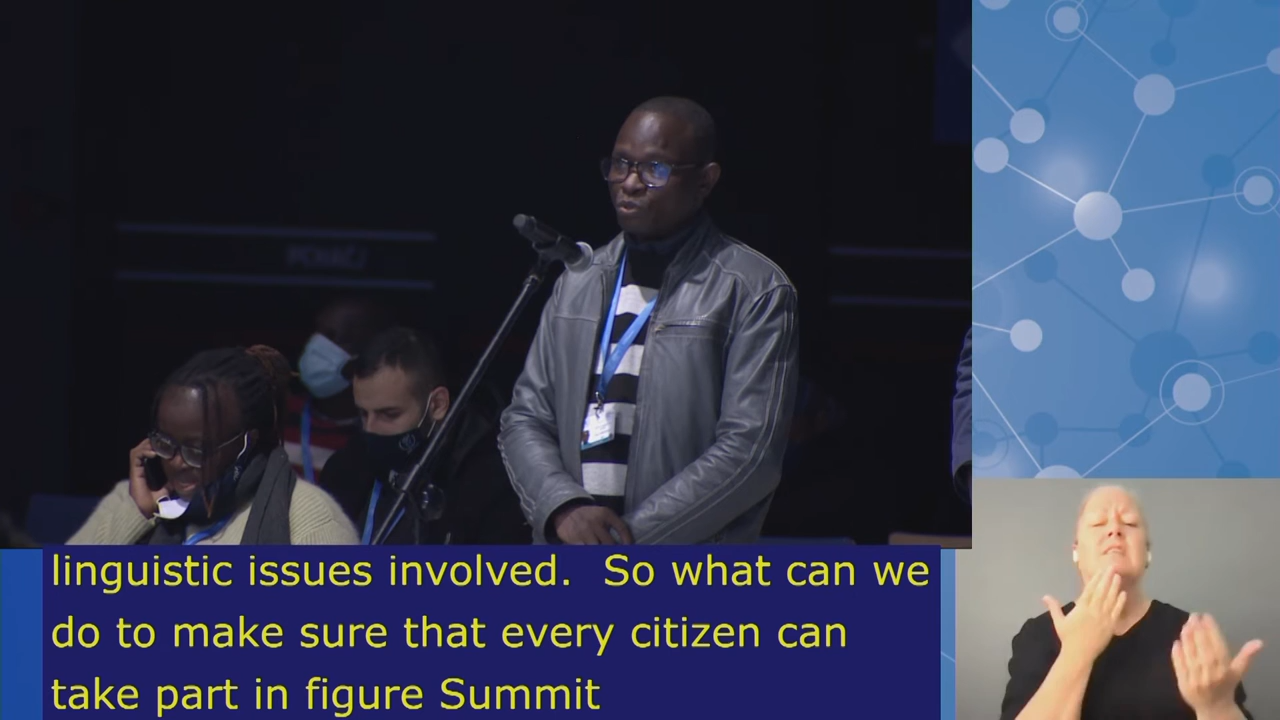 linguistic issues involved.  So what can we
do to make sure that every citizen can
take part in figure Summit